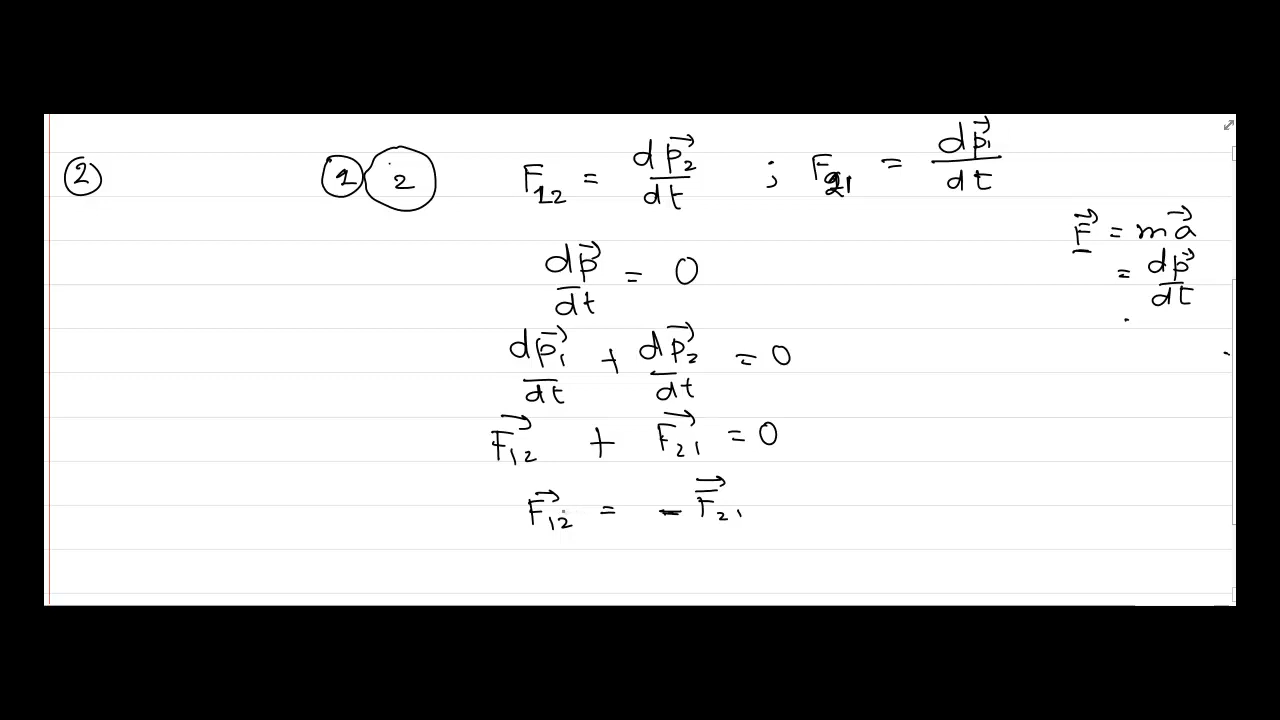 ② ① ② F₁₂ = dp⃗₂/dt ; F₂₁ = dp⃗₁/dt
F⃗ = ma⃗
= dp⃗/dt
dp⃗/dt = 0
dp⃗₁/dt + dp⃗₂/dt = 0
F⃗₁₂ + F⃗₂₁ = 0
F⃗₁₂ = - F⃗₂₁